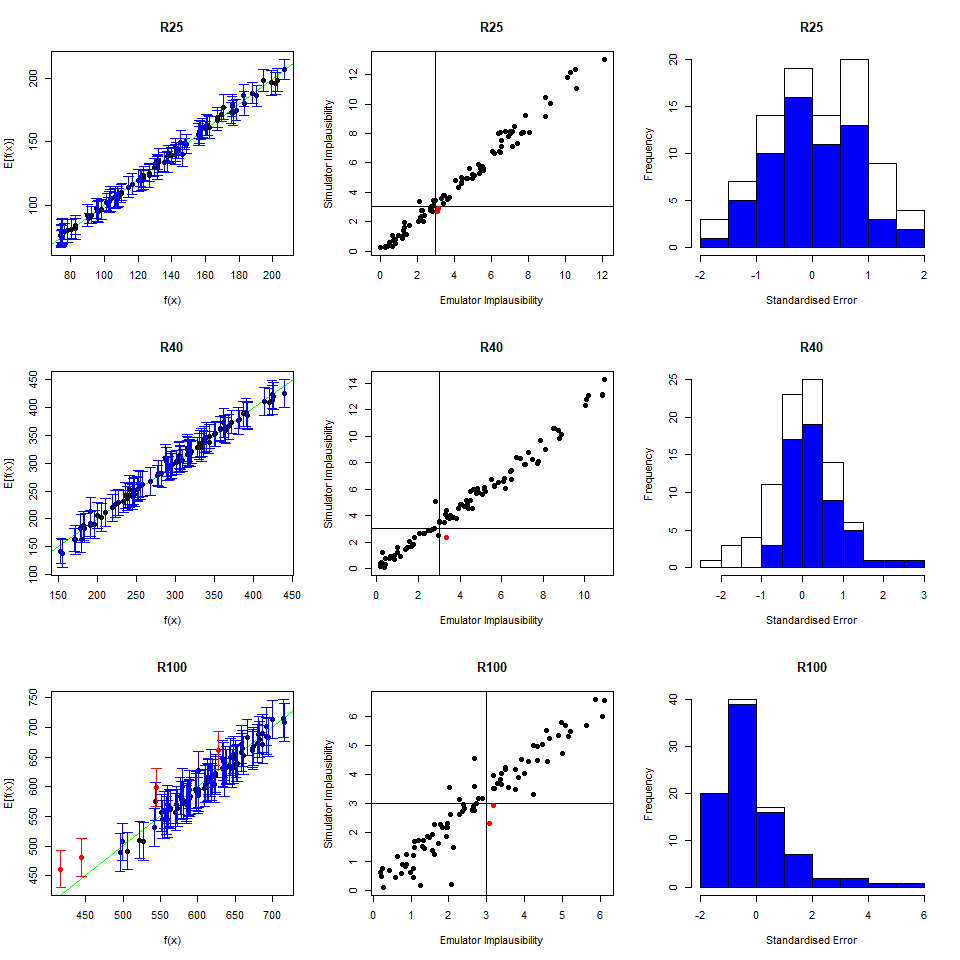 R25 R25 R25
E[f(x)] 100 150 200
80 100 120 140 160 180 200
f(x)
Simulator Implausibility 0 2 4 6 8 10 12
0 2 4 6 8 10 12
Emulator Implausibility
Frequency 0 5 10 15 20
-2 -1 0 1 2
Standardised Error
R40 R40 R40
E[f(x)] 100 150 200 250 300 350 400 450
150 200 250 300 350 400 450
f(x)
Simulator Implausibility 0 2 4 6 8 10 12 14
0 2 4 6 8 10
Emulator Implausibility
Frequency 0 5 10 15 20 25
-2 -1 0 1 2 3
Standardised Error
R100 R100 R100
E[f(x)] 450 500 550 600 650 700 750
450 500 550 600 650 700
f(x)
Simulator Implausibility 0 1 2 3 4 5 6
0 1 2 3 4 5 6
Emulator Implausibility
Frequency 0 10 20 30 40
-2 0 2 4 6
Standardised Error